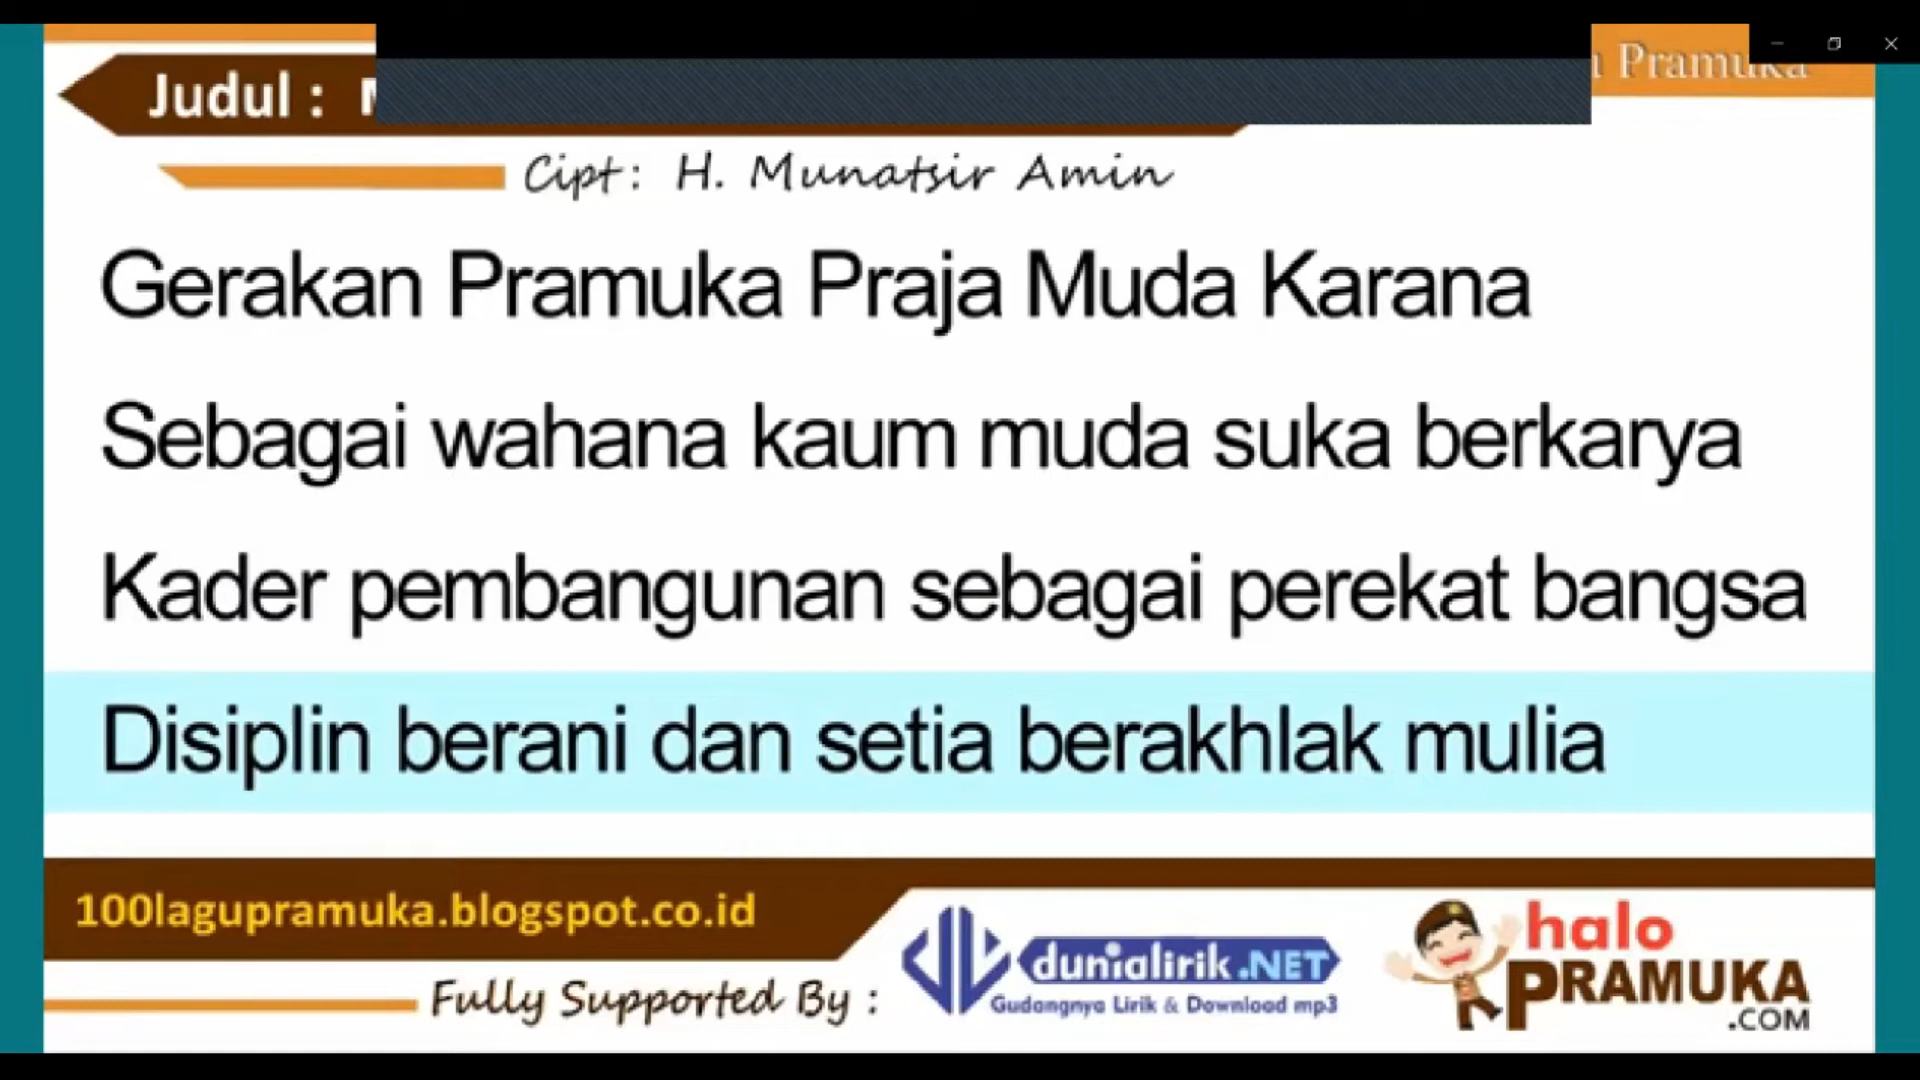 Pramuka
Judul :
Cipt: H. Munatsir Amin
Gerakan Pramuka Praja Muda Karana
Sebagai wahana kaum muda suka berkarya
Kader pembangunan sebagai perekat bangsa
Disiplin berani dan setia berakhlak mulia
100lagupramuka.blogspot.co.id
Fully Supported By :
dunialirik.NET
Gudangnya Lirik & Download mp3
halo
PRAMUKA
.COM